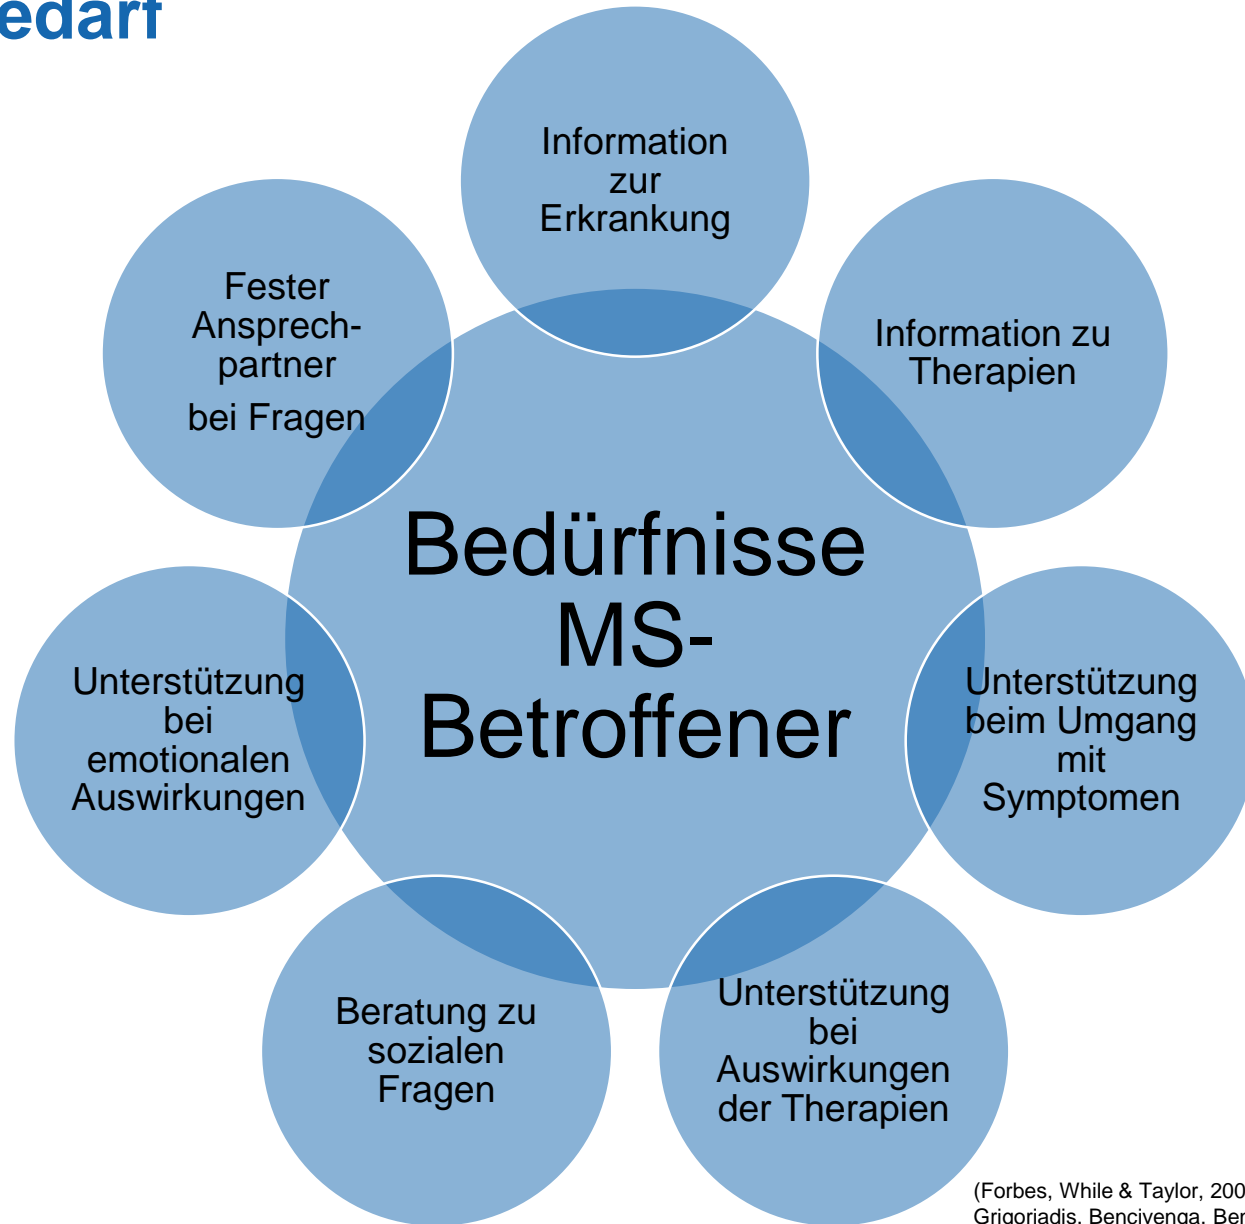 edarf
Information
zur
Erkrankung
Information zu
Therapien
Unterstützung
beim Umgang
mit
Symptomen
Unterstützung
bei
Auswirkungen
der Therapien
Beratung zu
sozialen
Fragen
Unterstützung
bei
emotionalen
Auswirkungen
Fester
Ansprech-
partner
bei Fragen
Bedürfnisse
MS-
Betroffener
(Forbes, While & Taylor, 200
Grigoriadis, Bencivenga, Ber